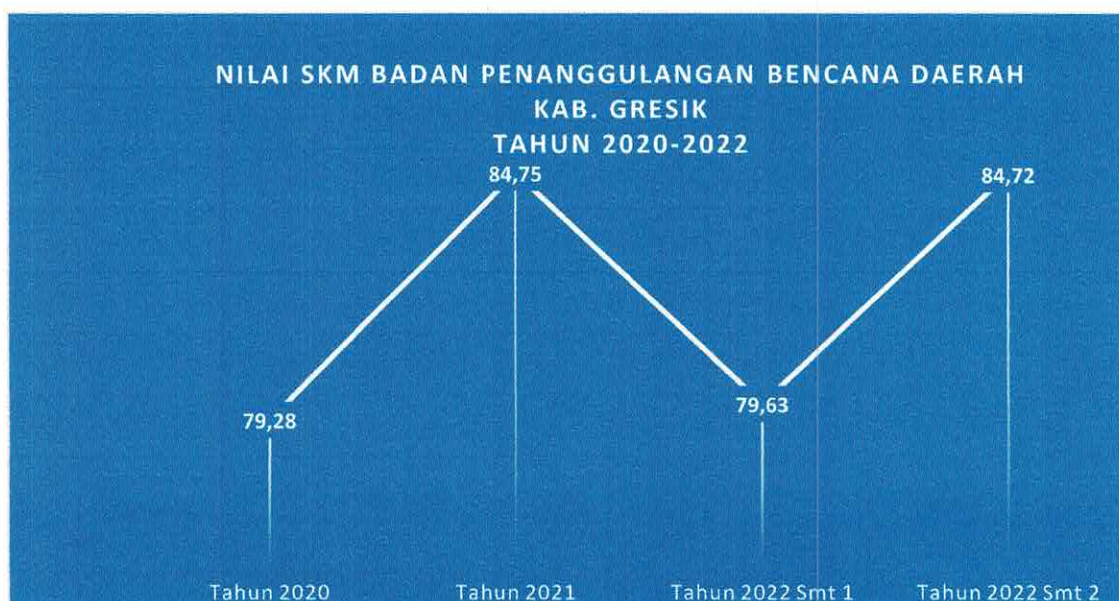 NILAI SKM BADAN PENANGGULANGAN BENCANA DAERAH
KAB. GRESIK
TAHUN 2020-2022
84,75
84,72
79,28
79,63
Tahun 2020
Tahun 2021
Tahun 2022 Smt 1
Tahun 2022 Smt 2